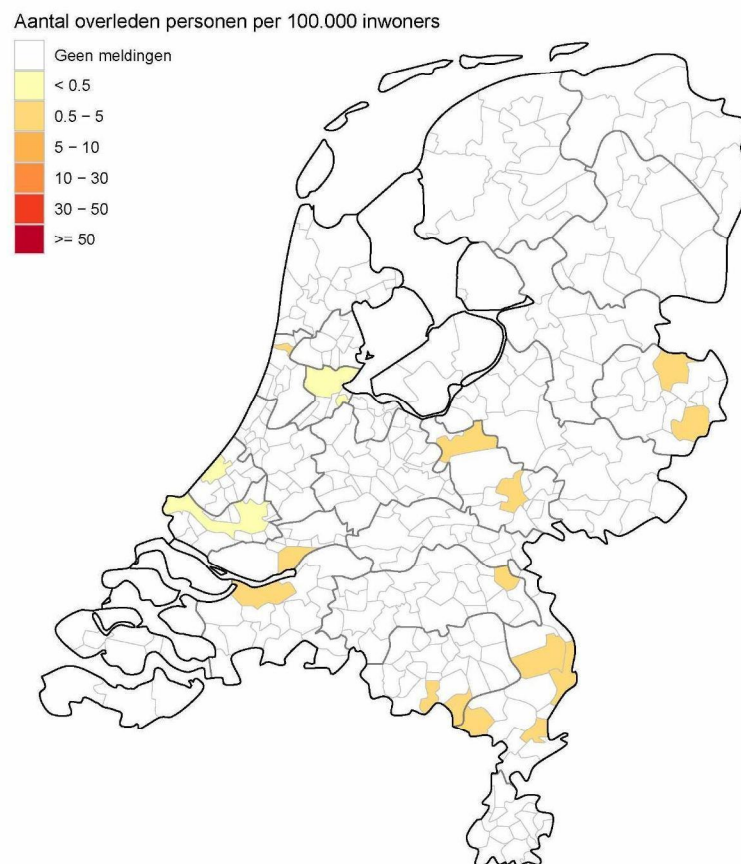 Aantal overleden personen per 100.000 inwoners
Geen meldingen
< 0.5
0.5 − 5
5 − 10
10 − 30
30 − 50
>= 50